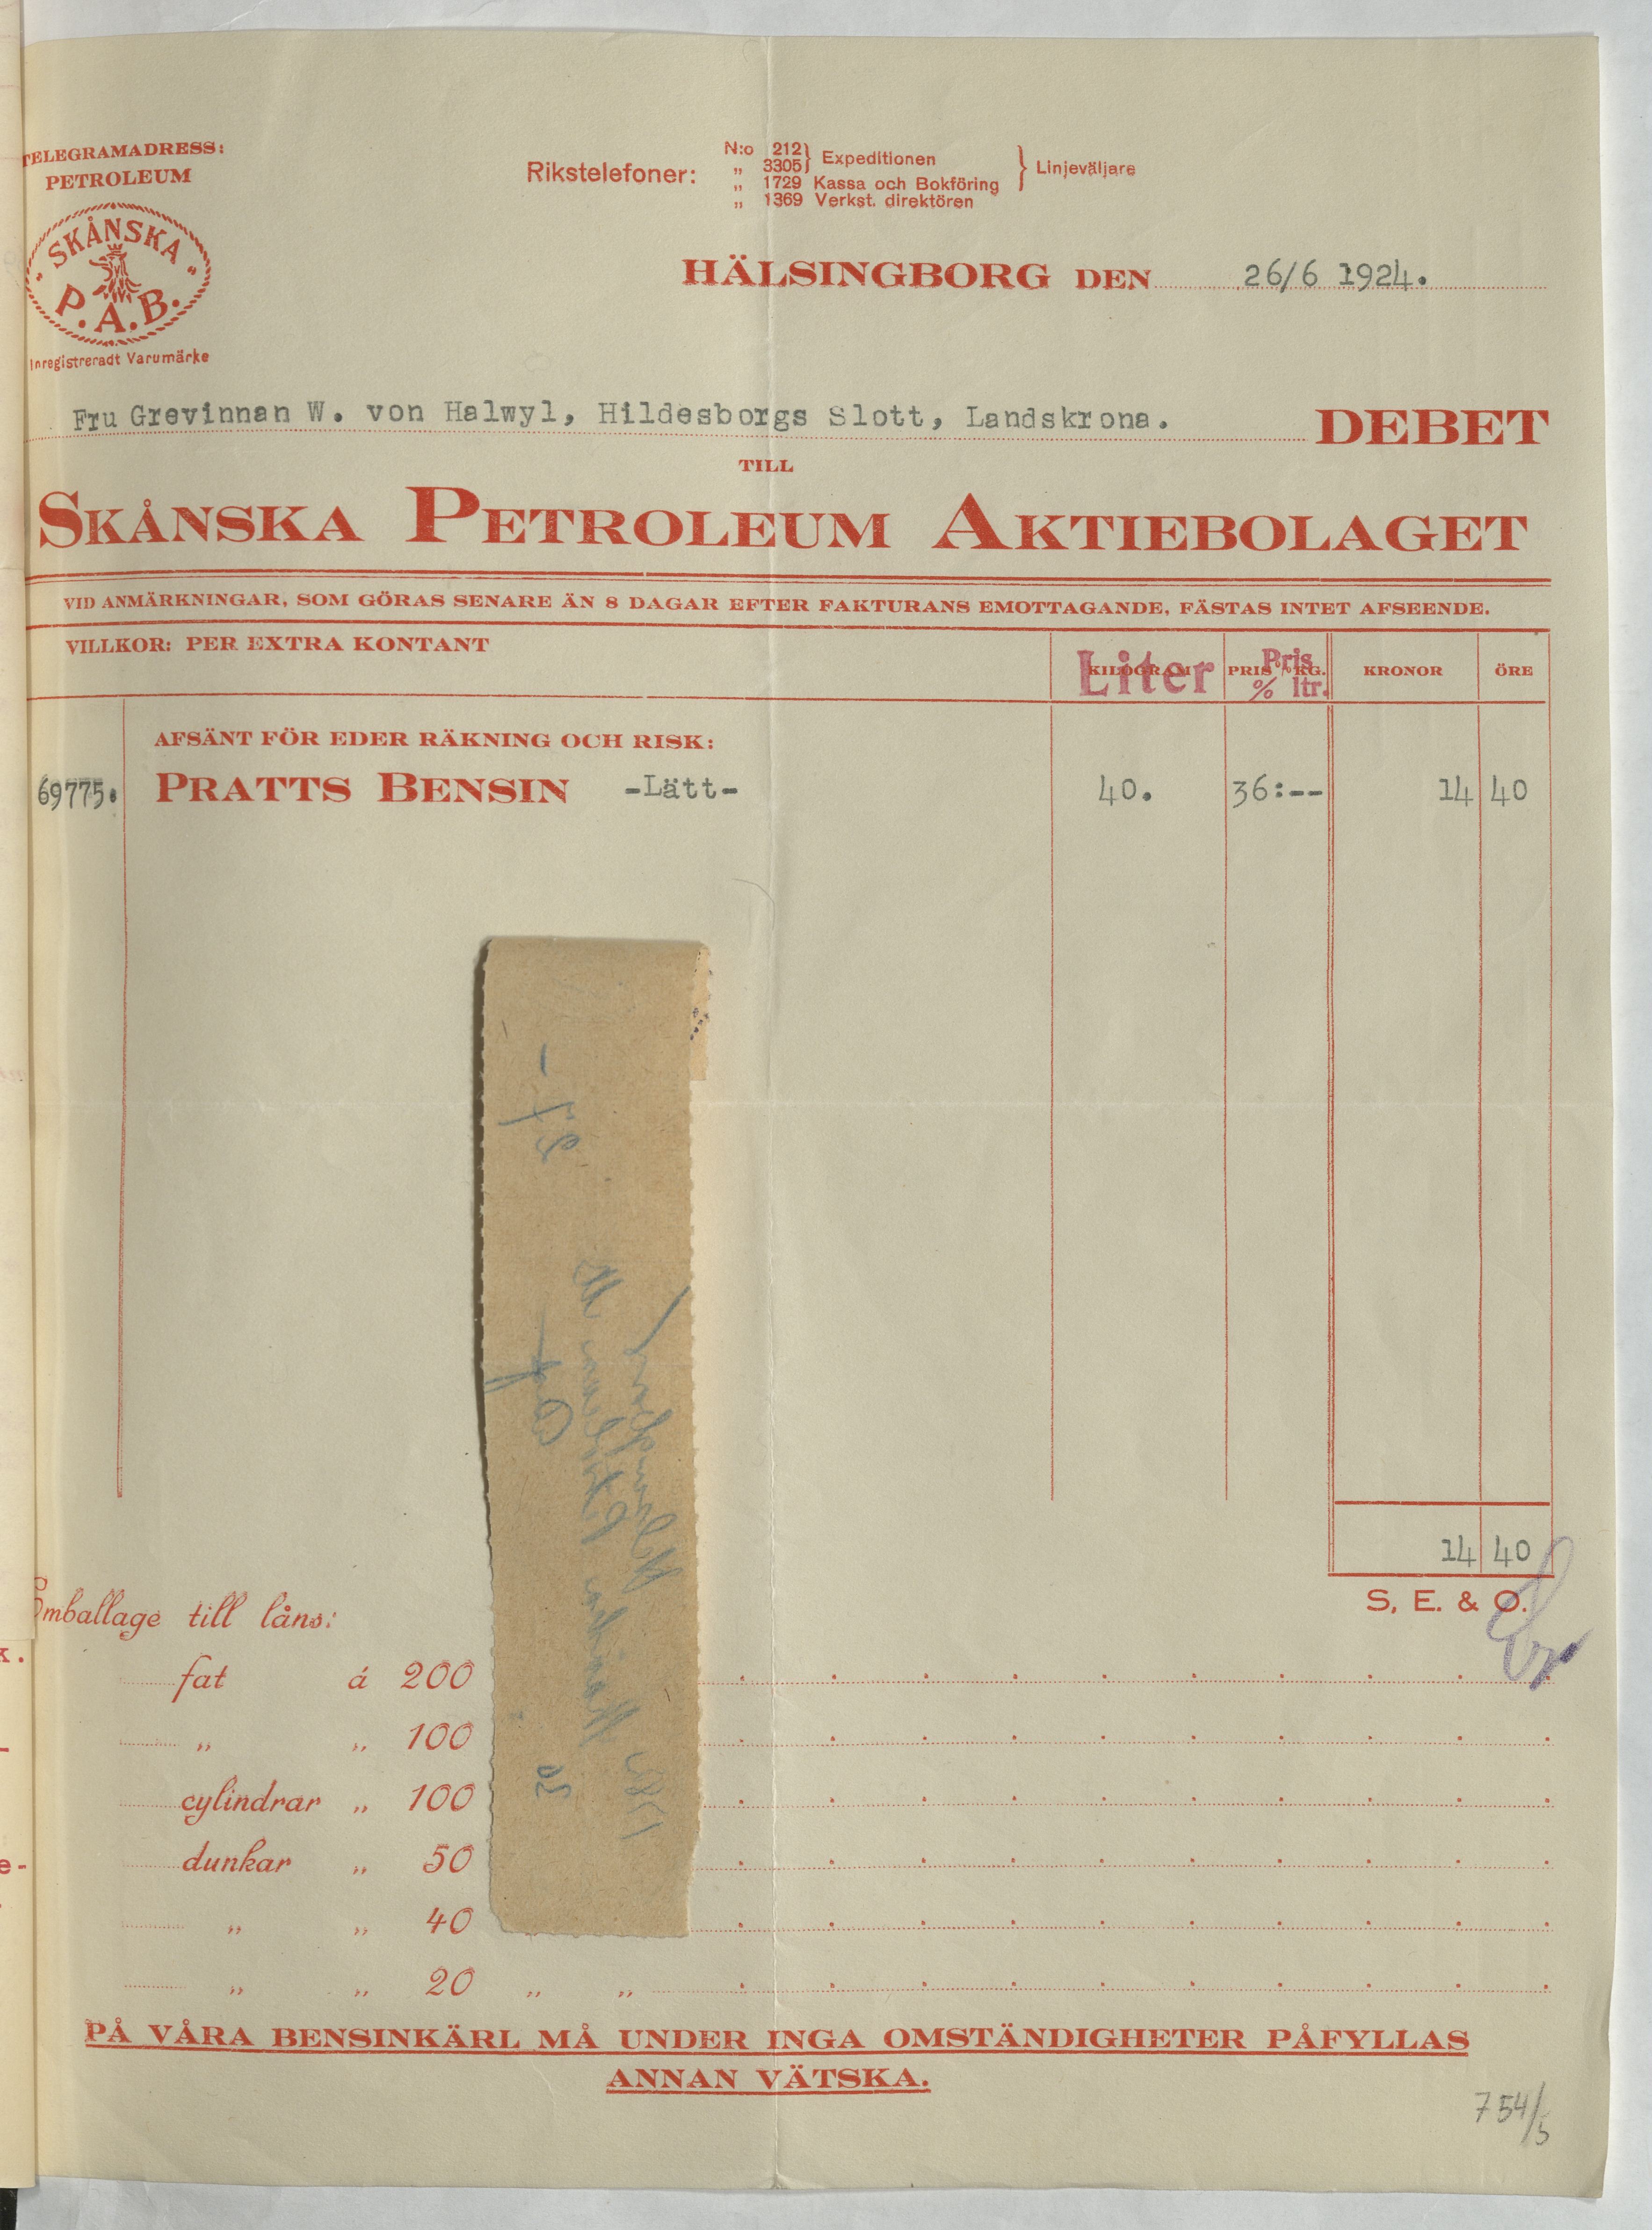 TELEGRAMADRESS:
PETROLEUM
SKÅNSKA
P.A.B.
Inregistreradt Varumärke
Rikstelefoner:
N:o 212 } Expeditionen
„ 3305
„ 1729 Kassa och Bokföring } Linjeväljare
„ 1369 Verkst. direktören
HÄLSINGBORG DEN 26/6 1924.
Fru Grevinnan W. von Halwyl, Hildesborgs Slott, Landskrona. DEBET
TILL
SKÅNSKA PETROLEUM AKTIEBOLAGET
VID ANMÄRKNINGAR, SOM GÖRAS SENARE ÄN 8 DAGAR EFTER FAKTURANS EMOTTAGANDE, FÄSTAS INTET AFSEENDE.
VILLKOR: PER EXTRA KONTANT
KILOGRAM PRIS % KG. KRONOR ÖRE
Liter Pris % ltr.
AFSÄNT FÖR EDER RÄKNING OCH RISK:
69775. PRATTS BENSIN -Lätt- 40. 36:-- 14 40
14 40
S. E. & O.
Emballage till låns:
fat á 200
„ „ 100
cylindrar „ 100
dunkar „ 50
„ „ 40
„ „ 20 „ „
PÅ VÅRA BENSINKÄRL MÅ UNDER INGA OMSTÄNDIGHETER PÅFYLLAS
ANNAN VÄTSKA.
754/5